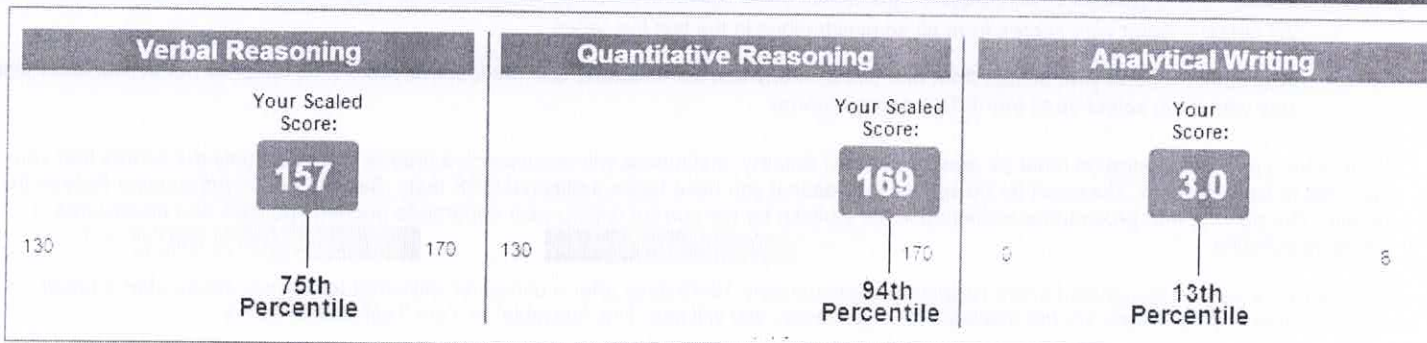 Verbal Reasoning
Your Scaled
Score:
157
130
170
75th
Percentile
Quantitative Reasoning
Your Scaled
Score:
169
130
170
94th
Percentile
Analytical Writing
Your
Score:
3.0
0
6
13th
Percentile